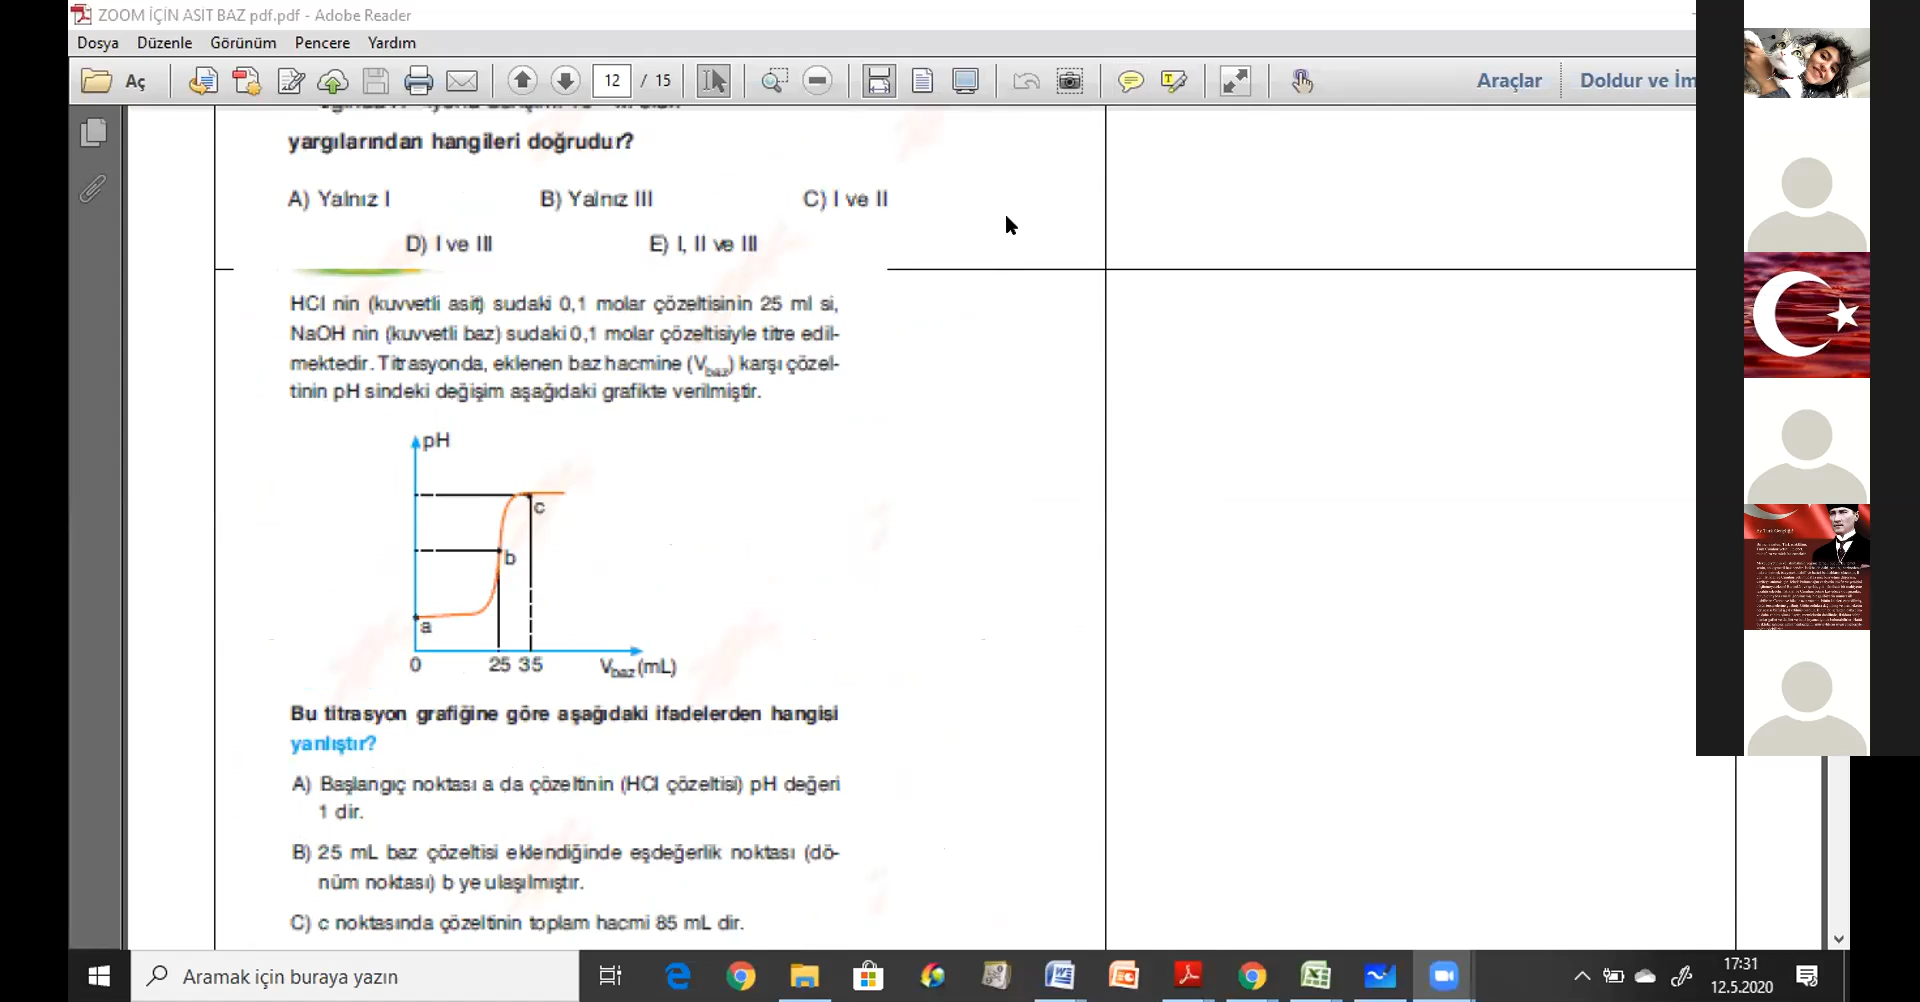 ZOOM İÇİN ASİT BAZ pdf.pdf - Adobe Reader
Dosya Düzenle Görünüm Pencere Yardım
Aç 12 / 15 Araçlar Doldur ve İm
yargılarından hangileri doğrudur?
A) Yalnız I B) Yalnız III C) I ve II
D) I ve III E) I, II ve III
HCl nin (kuvvetli asit) sudaki 0,1 molar çözeltisinin 25 ml si,
NaOH nin (kuvvetli baz) sudaki 0,1 molar çözeltisiyle titre edil-
mektedir. Titrasyonda, eklenen baz hacmine (Vbaz) karşı çözel-
tinin pH sindeki değişim aşağıdaki grafikte verilmiştir.
pH
c
b
a
0 25 35 Vbaz (mL)
Bu titrasyon grafiğine göre aşağıdaki ifadelerden hangisi
yanlıştır?
A) Başlangıç noktası a da çözeltinin (HCl çözeltisi) pH değeri
1 dir.
B) 25 mL baz çözeltisi eklendiğinde eşdeğerlik noktası (dö-
nüm noktası) b ye ulaşılmıştır.
C) c noktasında çözeltinin toplam hacmi 85 mL dir.
Aramak için buraya yazın
17:31
12.5.2020